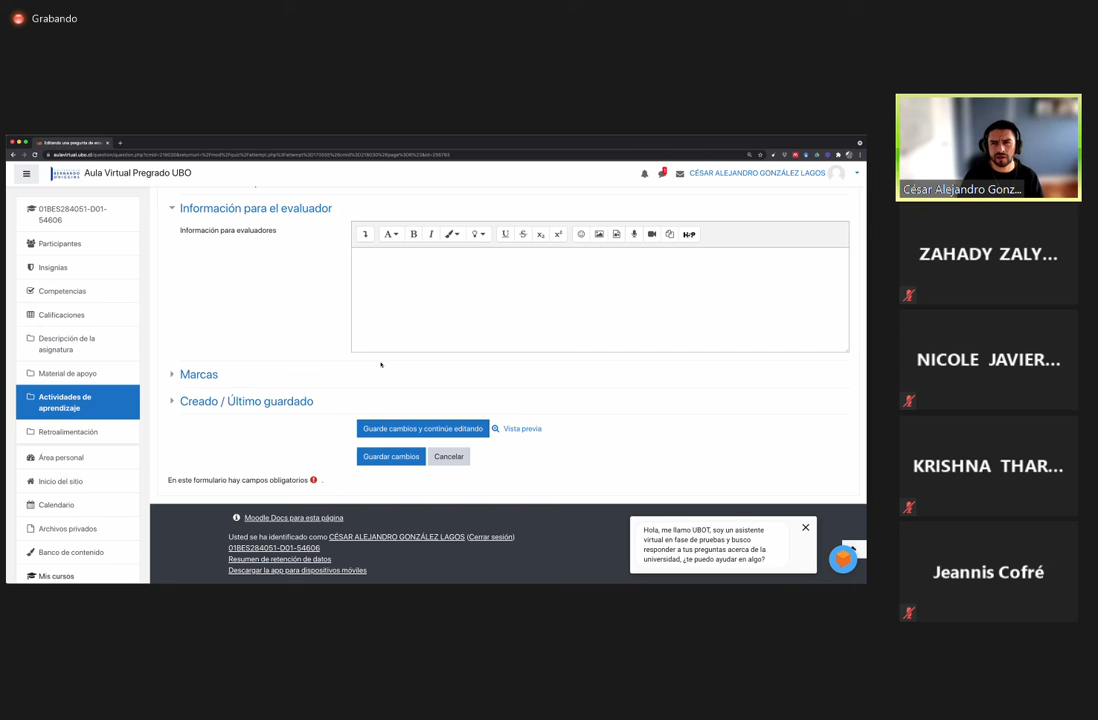 Grabando
Editando una pregunta de ens
Aula Virtual Pregrado UBO
CÉSAR ALEJANDRO GONZÁLEZ LAGOS
01BES284051-D01-
54606
Participantes
Insignias
Competencias
Calificaciones
Descripción de la
asignatura
Material de apoyo
Actividades de
aprendizaje
Retroalimentación
Área personal
Inicio del sitio
Calendario
Archivos privados
Banco de contenido
Mis cursos
Información para el evaluador
Información para evaluadores
Marcas
Creado / Último guardado
Guarde cambios y continúe editando
Vista previa
Guardar cambios
Cancelar
En este formulario hay campos obligatorios .
Moodle Docs para esta página
Usted se ha identificado como CÉSAR ALEJANDRO GONZÁLEZ LAGOS (Cerrar sesión)
01BES284051-D01-54606
Resumen de retención de datos
Descargar la app para dispositivos móviles
Hola, me llamo UBOT, soy un asistente
virtual en fase de pruebas y busco
responder a tus preguntas acerca de la
universidad, ¿te puedo ayudar en algo?
César Alejandro Gonz...
ZAHADY ZALY...
NICOLE JAVIER...
KRISHNA THAR...
Jeannis Cofré